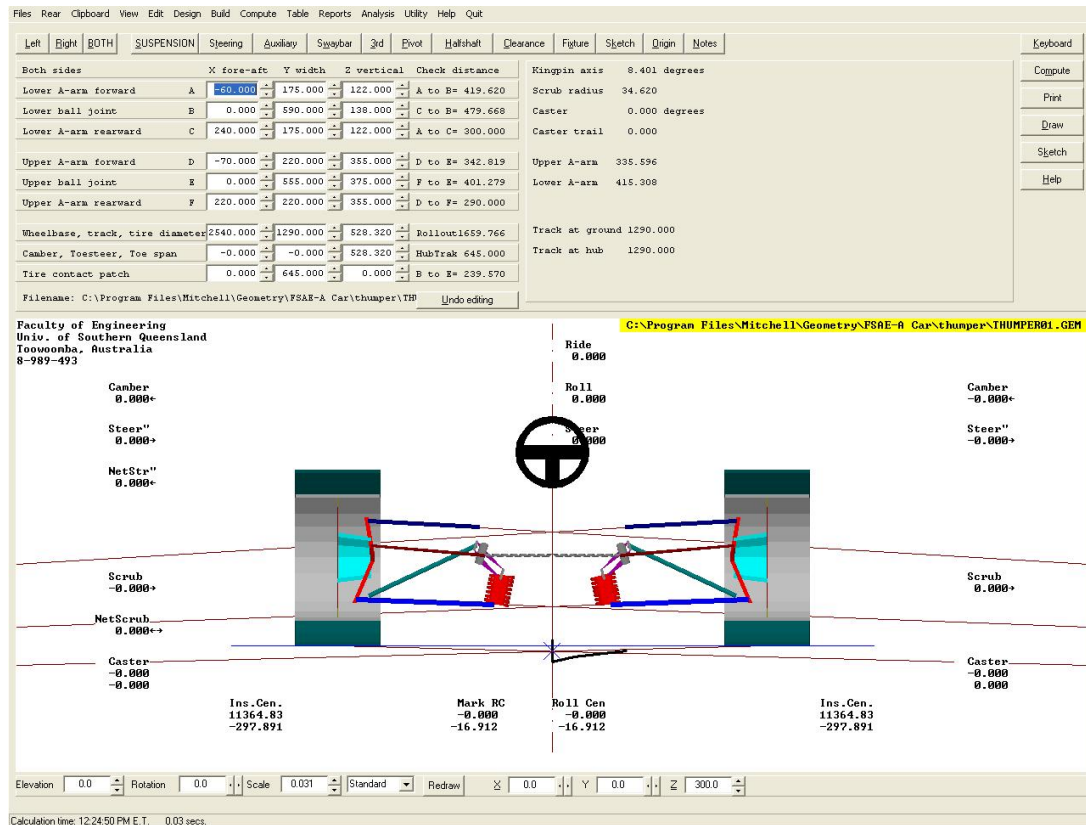 Files Rear Clipboard View Edit Design Build Compute Table Reports Analysis Utility Help Quit
Left Right BOTH SUSPENSION Steering Auxiliary Swaybar 3rd Pivot Halfshaft Clearance Fixture Sketch Origin Notes Keyboard
Both sides X fore-aft Y width Z vertical Check distance
Lower A-arm forward A -60.000 175.000 122.000 A to B= 419.620
Lower ball joint B 0.000 590.000 138.000 C to B= 479.668
Lower A-arm rearward C 240.000 175.000 122.000 A to C= 300.000
Upper A-arm forward D -70.000 220.000 355.000 D to E= 342.819
Upper ball joint E 0.000 555.000 375.000 F to E= 401.279
Upper A-arm rearward F 220.000 220.000 355.000 D to F= 290.000
Wheelbase, track, tire diameter 2540.000 1290.000 528.320 Rollout1659.766
Camber, Toesteer, Toe span -0.000 -0.000 528.320 HubTrak 645.000
Tire contact patch 0.000 645.000 0.000 B to E= 239.570
Filename: C:\Program Files\Mitchell\Geometry\FSAE-A Car\thumper\THU Undo editing
Kingpin axis 8.401 degrees
Scrub radius 34.620
Caster 0.000 degrees
Caster trail 0.000
Upper A-arm 335.596
Lower A-arm 415.308
Track at ground 1290.000
Track at hub 1290.000
Compute
Print
Draw
Sketch
Help
Faculty of Engineering
Univ. of Southern Queensland
Toowoomba, Australia
8-989-493
C:\Program Files\Mitchell\Geometry\FSAE-A Car\thumper\THUMPER01.GEM
Ride
0.000
Roll
0.000
Steer
0.000
Camber
0.000←
Steer"
0.000→
NetStr"
0.000←
Scrub
-0.000→
NetScrub
0.000↔
Caster
-0.000
-0.000
Camber
-0.000←
Steer"
-0.000→
Scrub
0.000→
Caster
-0.000
0.000
Ins.Cen.
11364.83
-297.891
Mark RC
-0.000
-16.912
Roll Cen
-0.000
-16.912
Ins.Cen.
11364.83
-297.891
Elevation 0.0 Rotation 0.0 Scale 0.031 Standard Redraw X 0.0 Y 0.0 Z 300.0
Calculation time: 12:24:50 PM E.T. 0.03 secs.